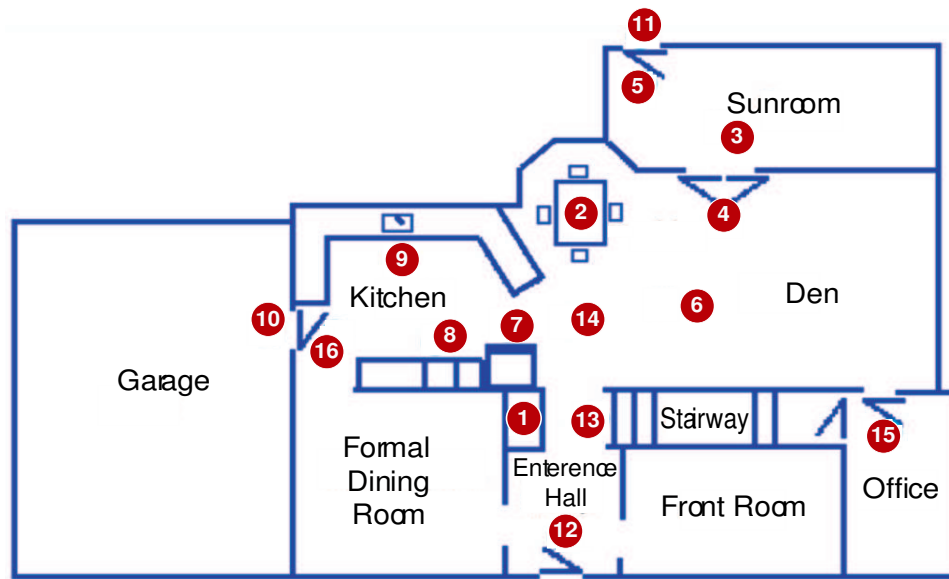 11
5
Sunroom
3
2
4
9
Kitchen
Den
6
10
7
14
8
16
Garage
1
13
Stairway
15
Formal
Dining
Room
Enterence
Hall
Front Room
Office
12